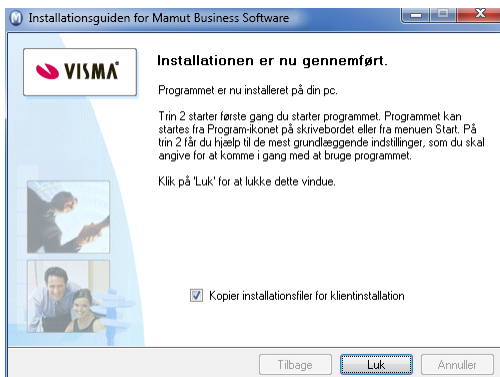 Installationsguiden for Mamut Business Software
VISMA
Installationen er nu gennemført.
Programmet er nu installeret på din pc.
Trin 2 starter første gang du starter programmet. Programmet kan
startes fra Program-ikonet på skrivebordet eller fra menuen Start. På
trin 2 får du hjælp til de mest grundlæggende indstillinger, som du skal
angive for at komme i gang med at bruge programmet.
Klik på 'Luk' for at lukke dette vindue.
Kopier installationsfiler for klientinstallation
Tilbage
Luk
Annuller